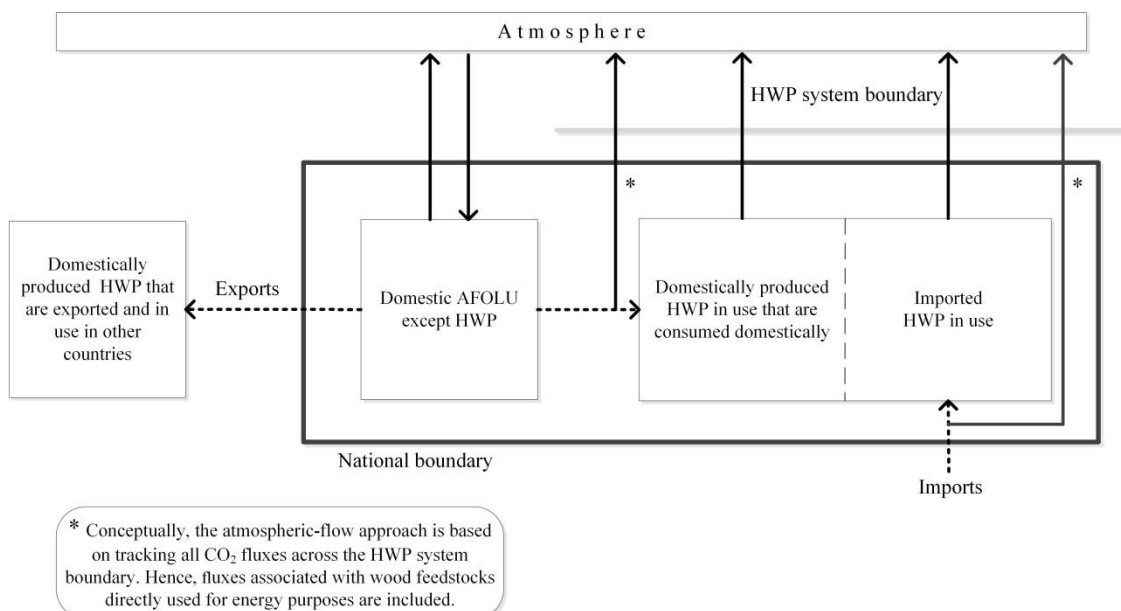 Atmosphere
HWP system boundary
*
*
Domestically
produced HWP that
are exported and in
use in other
countries
Exports
Domestic AFOLU
except HWP
Domestically produced
HWP in use that are
consumed domestically
Imported
HWP in use
National boundary
Imports
* Conceptually, the atmospheric-flow approach is based
on tracking all CO₂ fluxes across the HWP system
boundary. Hence, fluxes associated with wood feedstocks
directly used for energy purposes are included.